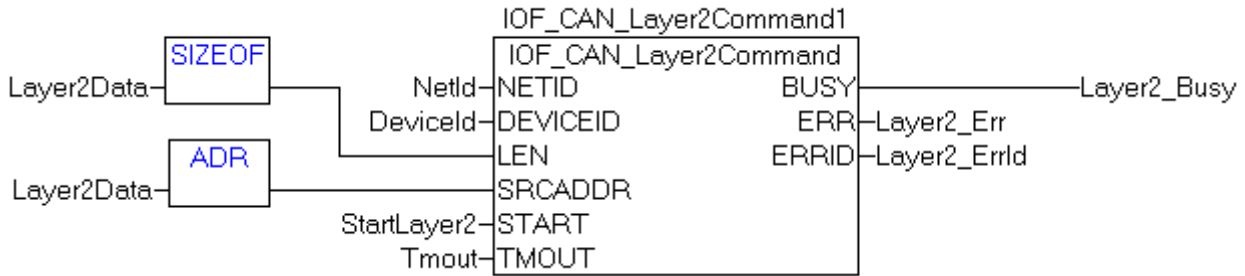 IOF_CAN_Layer2Command1
SIZEOF
IOF_CAN_Layer2Command
Layer2Data
NetId
NETID
BUSY
Layer2_Busy
DeviceId
DEVICEID
ERR
Layer2_Err
ADR
LEN
ERRID
Layer2_ErrId
Layer2Data
SRCADDR
StartLayer2
START
Tmout
TMOUT